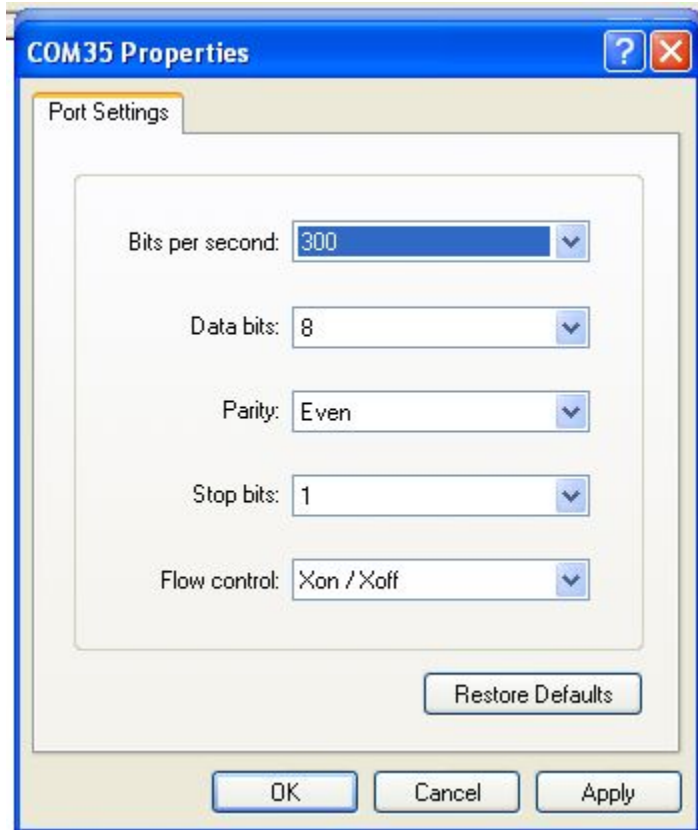 COM35 Properties
Port Settings
Bits per second: 300
Data bits: 8
Parity: Even
Stop bits: 1
Flow control: Xon / Xoff
Restore Defaults
OK Cancel Apply